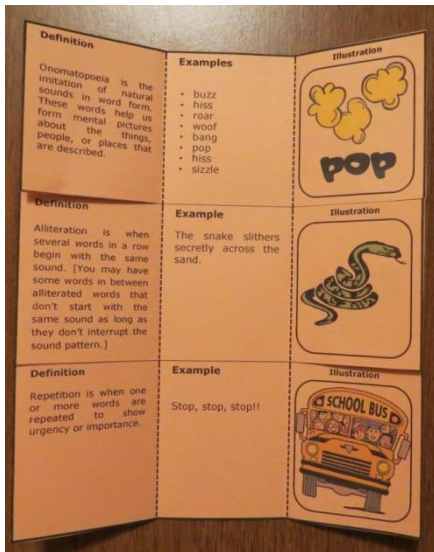 Definition
Onomatopoeia is the
imitation of natural
sounds in word form.
These words help us
form mental pictures
about the things,
people, or places that
are described.
Examples
• buzz
• hiss
• roar
• woof
• bang
• pop
• hiss
• sizzle
Illustration
pop
Definition
Alliteration is when
several words in a row
begin with the same
sound. [You may have
some words in between
alliterated words that
don't start with the
same sound as long as
they don't interrupt the
sound pattern.]
Example
The snake slithers
secretly across the
sand.
Illustration
Definition
Repetition is when one
or more words are
repeated to show
urgency or importance.
Example
Stop, stop, stop!!
Illustration
SCHOOL BUS